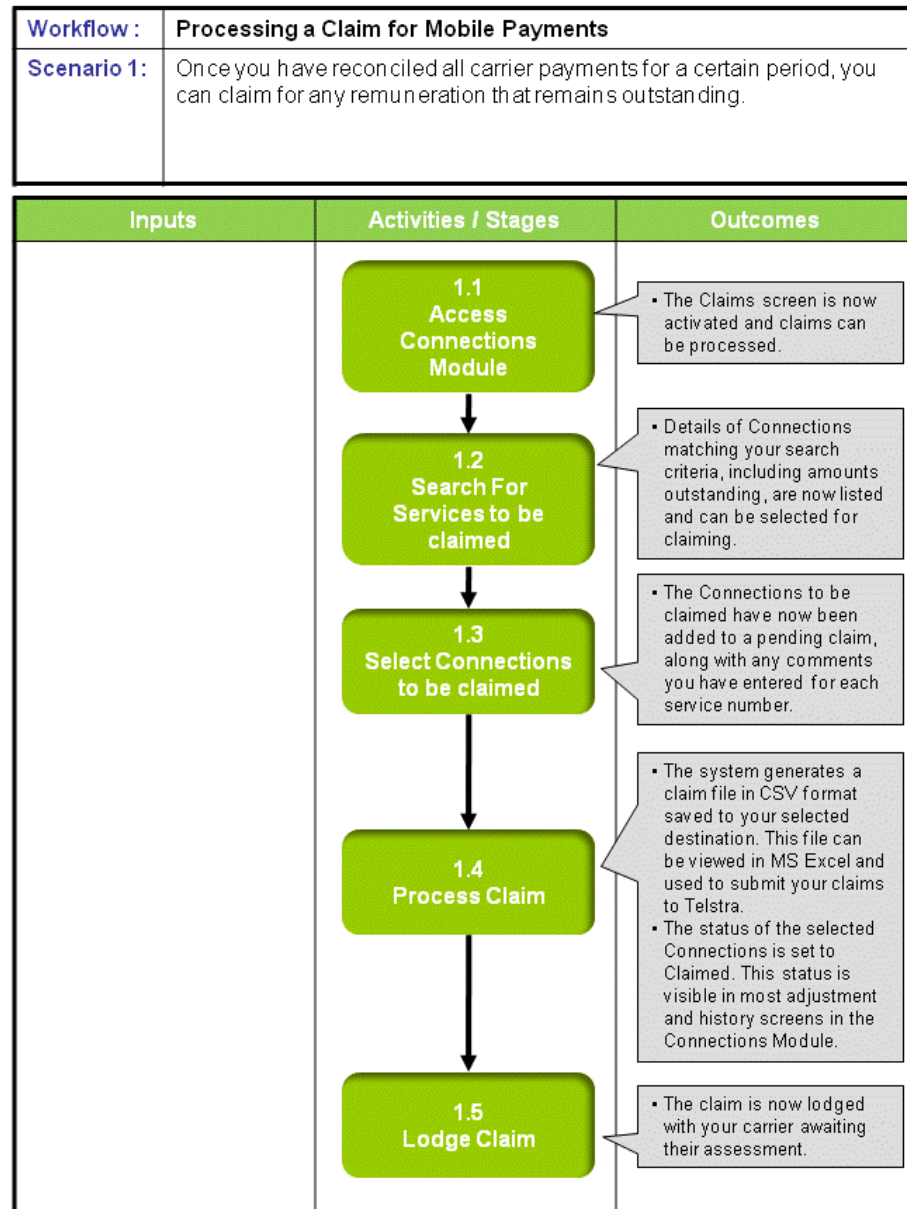 Workflow : Processing a Claim for Mobile Payments
Scenario 1: Once you have reconciled all carrier payments for a certain period, you
can claim for any remuneration that remains outstanding.
Inputs Activities / Stages Outcomes
1.1
Access
Connections
Module
▪ The Claims screen is now
activated and claims can
be processed.
1.2
Search For
Services to be
claimed
▪ Details of Connections
matching your search
criteria, including amounts
outstanding, are now listed
and can be selected for
claiming.
1.3
Select Connections
to be claimed
▪ The Connections to be
claimed have now been
added to a pending claim,
along with any comments
you have entered for each
service number.
1.4
Process Claim
▪ The system generates a
claim file in CSV format
saved to your selected
destination. This file can
be viewed in MS Excel and
used to submit your claims
to Telstra.
▪ The status of the selected
Connections is set to
Claimed. This status is
visible in most adjustment
and history screens in the
Connections Module.
1.5
Lodge Claim
▪ The claim is now lodged
with your carrier awaiting
their assessment.